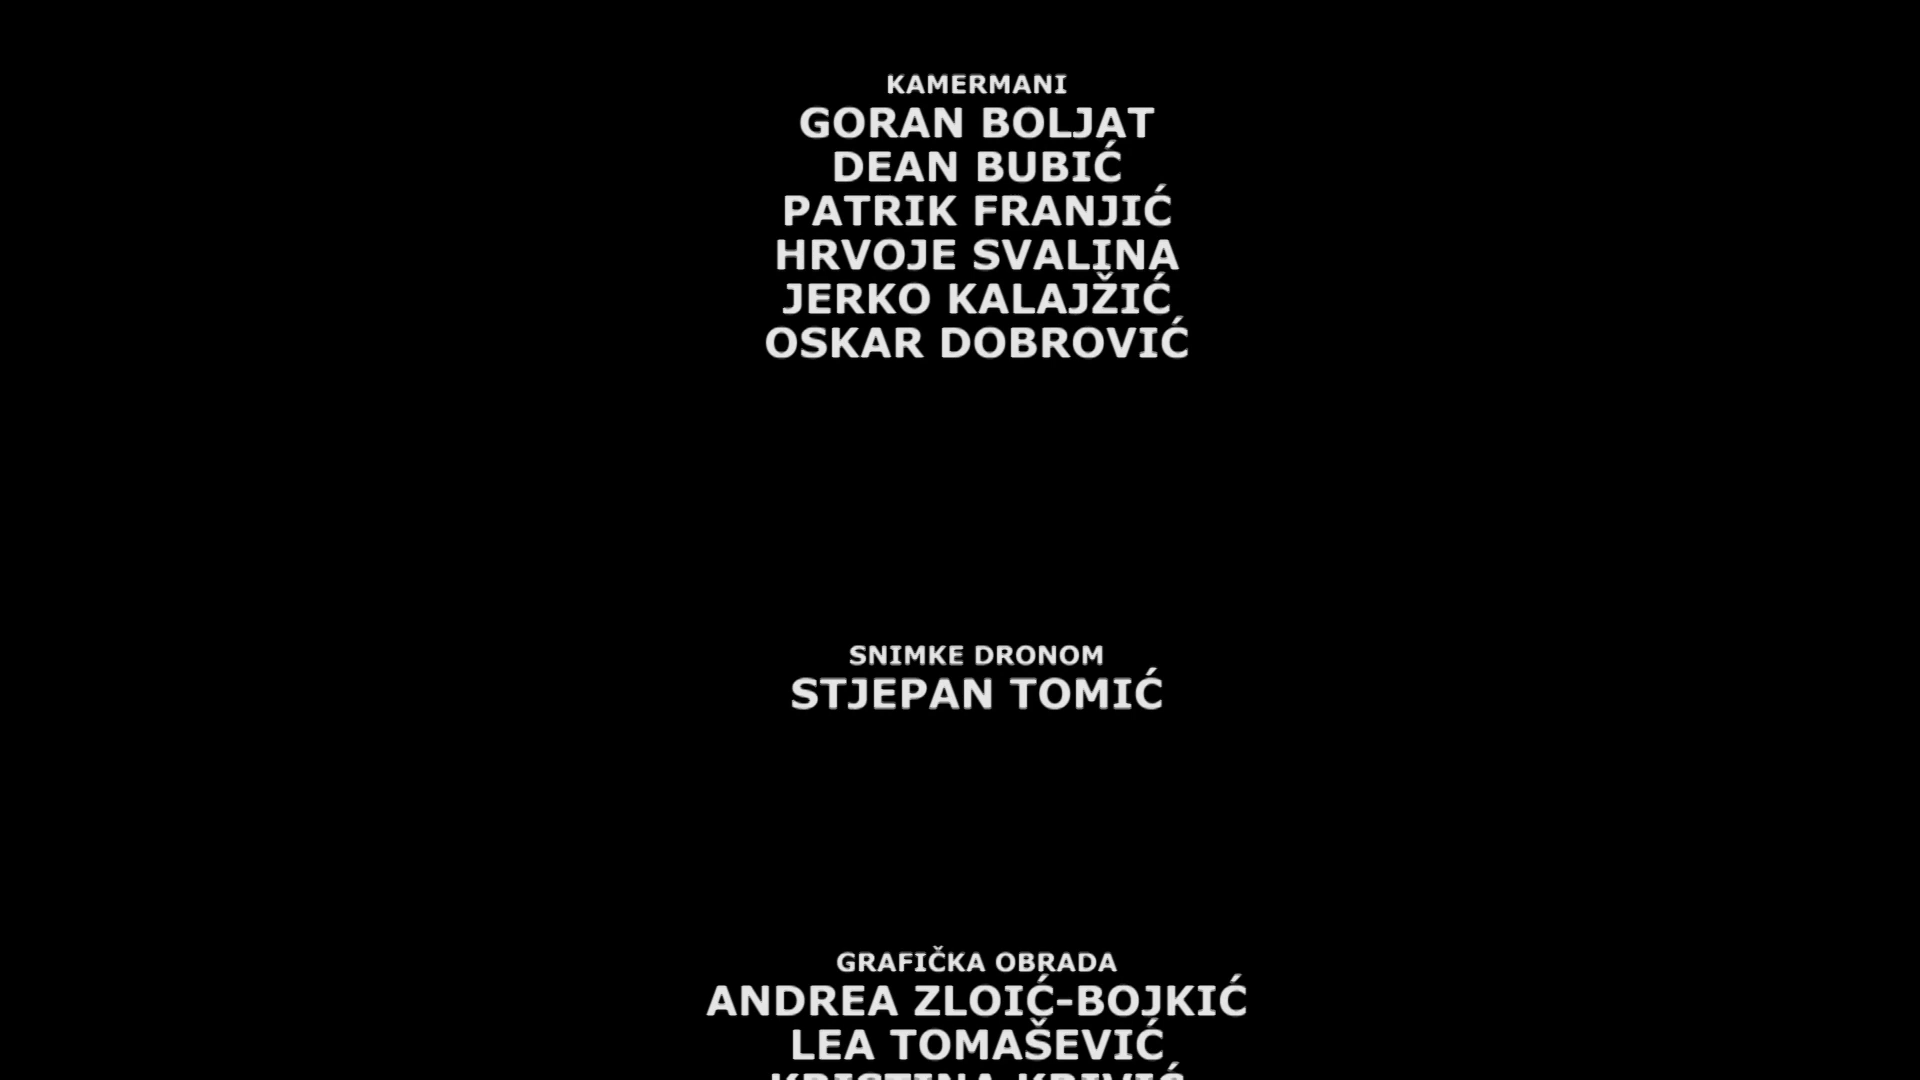 KAMERMANI
GORAN BOLJAT
DEAN BUBIĆ
PATRIK FRANJIĆ
HRVOJE SVALINA
JERKO KALAJŽIĆ
OSKAR DOBROVIĆ
SNIMKE DRONOM
STJEPAN TOMIĆ
GRAFIČKA OBRADA
ANDREA ZLOIĆ-BOJKIĆ
LEA TOMAŠEVIĆ
KRISTINA